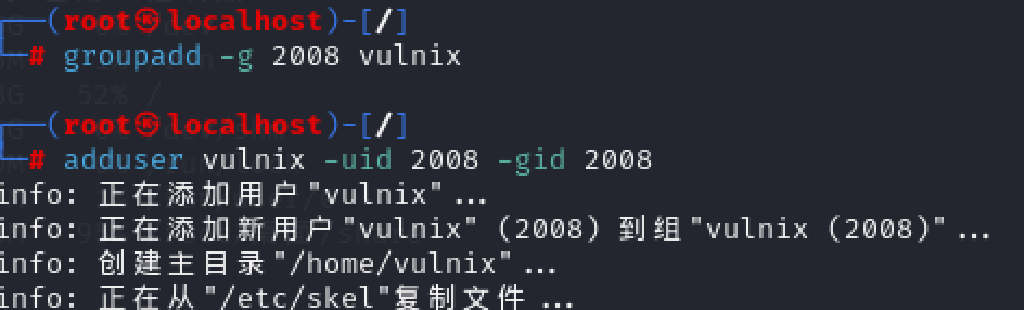 (root㉿localhost)-[/]
# groupadd -g 2008 vulnix
3G 52% /
(root㉿localhost)-[/]
# adduser vulnix -uid 2008 -gid 2008
info: 正在添加用户"vulnix"...
info: 正在添加新用户"vulnix" (2008) 到组"vulnix (2008)"...
info: 创建主目录"/home/vulnix"...
info: 正在从"/etc/skel"复制文件 ...